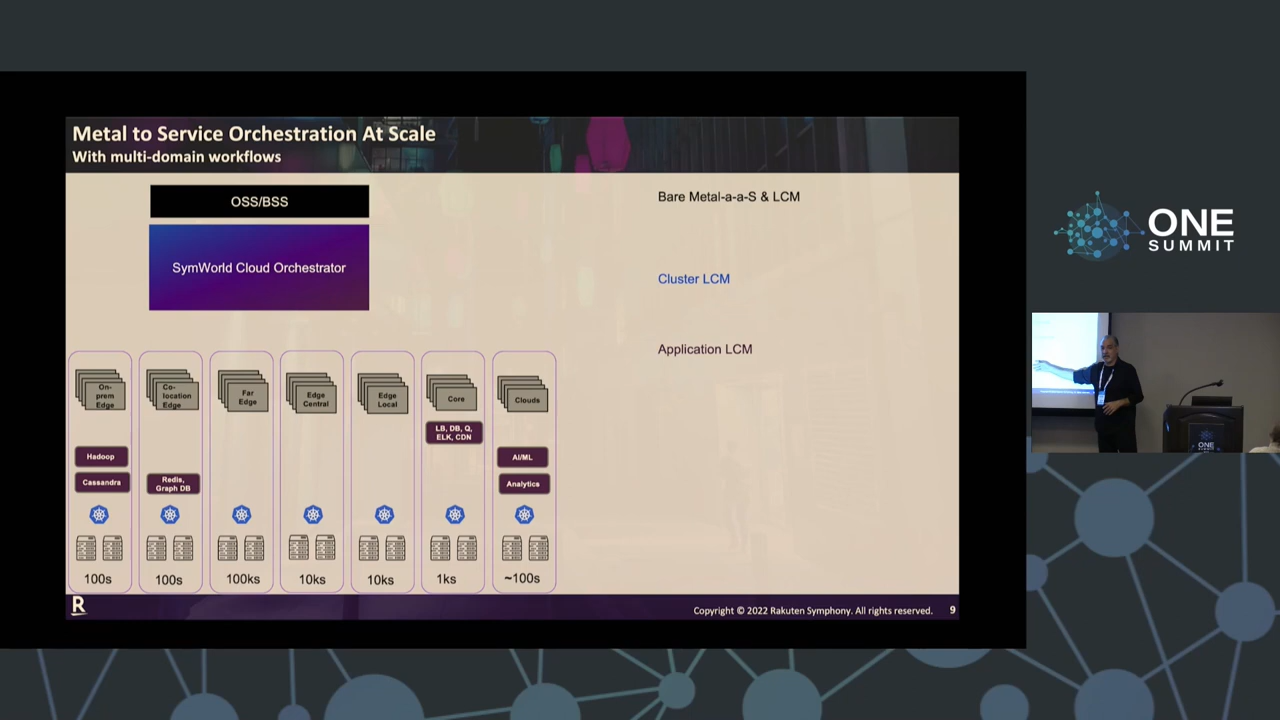 Metal to Service Orchestration At Scale
With multi-domain workflows
OSS/BSS
SymWorld Cloud Orchestrator
Bare Metal-a-a-S & LCM
Cluster LCM
Application LCM
On-
prem
Edge
Co-
location
Edge
Far
Edge
Edge
Central
Edge
Local
Core
Clouds
LB, DB, Q,
ELK, CDN
Hadoop
Cassandra
Redis,
Graph DB
AI/ML
Analytics
100s
100s
100ks
10ks
10ks
1ks
~100s
R
Copyright © 2022 Rakuten Symphony. All rights reserved.
9
ONE
SUMMIT
ONE
SUMMIT